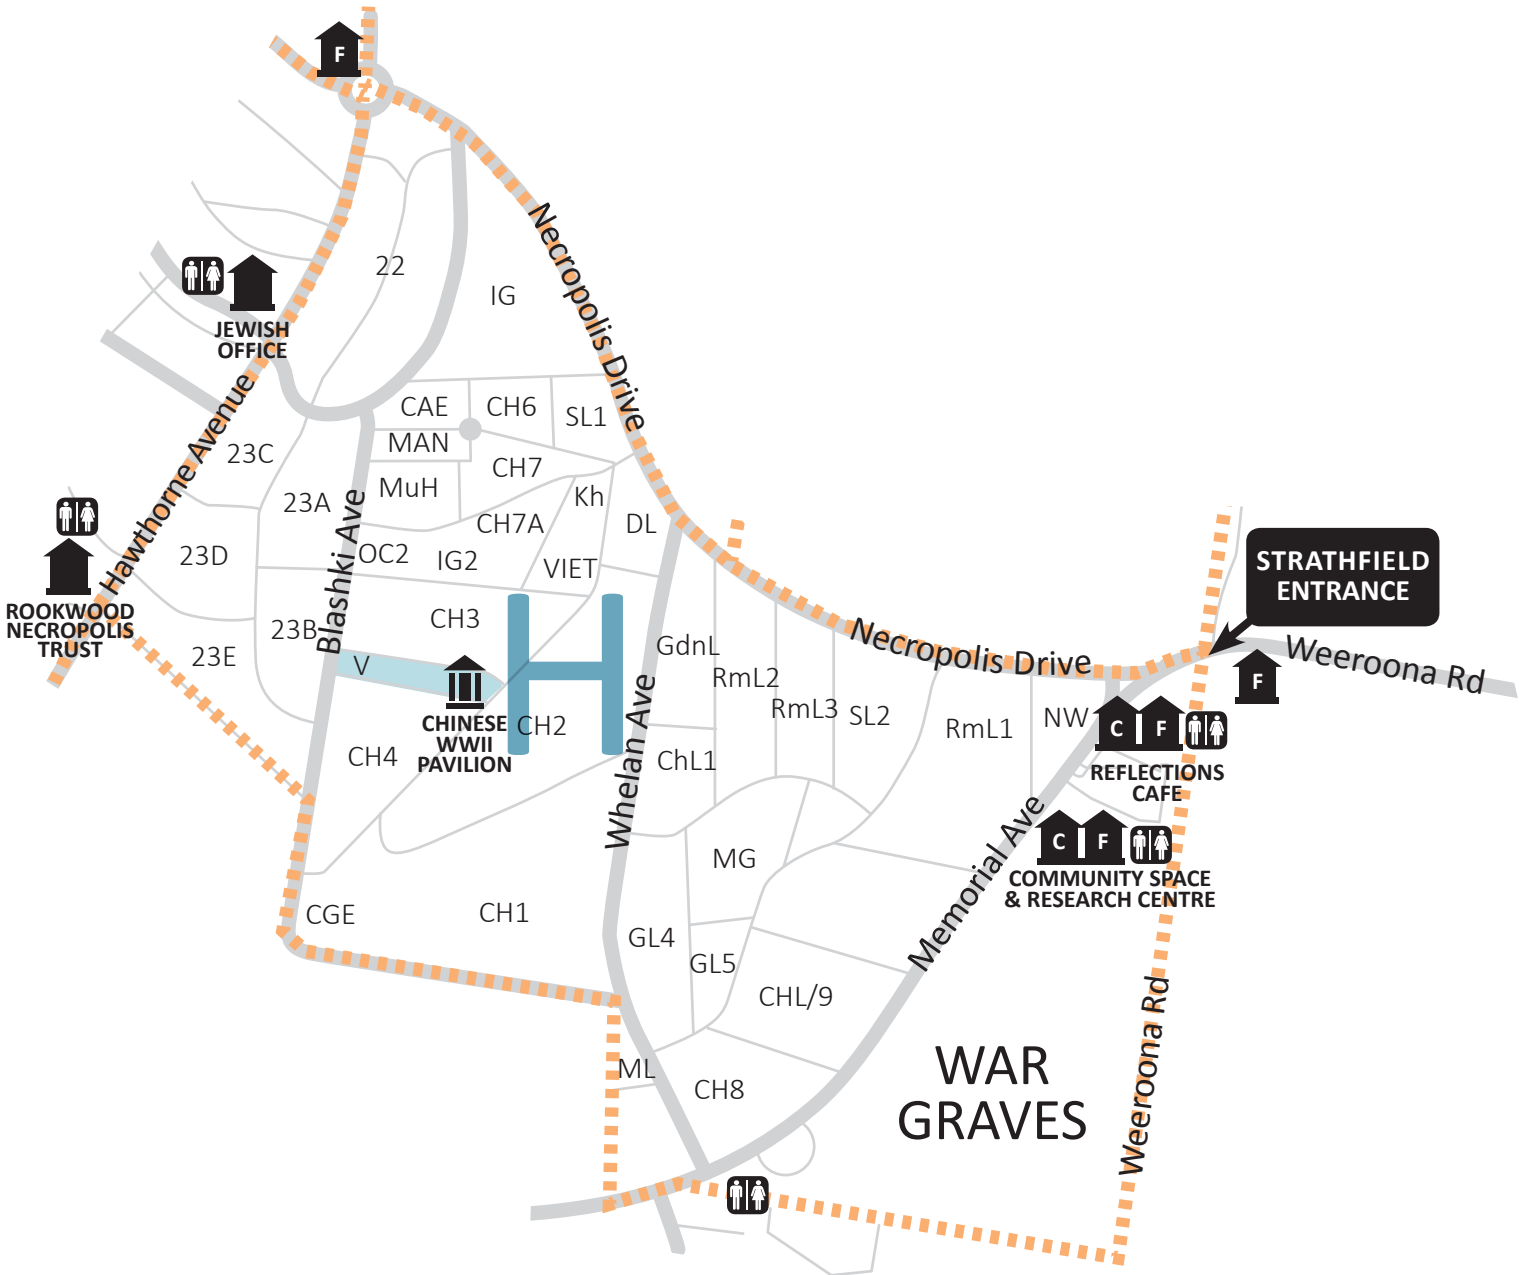 F
Necropolis Drive
22
IG
JEWISH
OFFICE
CAE
CH6
SL1
Hawthorne Avenue
MAN
23C
CH7
MuH
Kh
23A
Blashki Ave
CH7A
DL
23D
OC2
IG2
VIET
STRATHFIELD
ENTRANCE
ROOKWOOD
NECROPOLIS
TRUST
CH3
23B
23E
V
GdnL
Necropolis Drive
Weeroona Rd
RmL2
RmL3
SL2
RmL1
NW
F
C
F
H
CH2
CHINESE
WWII
PAVILION
CH4
Whelan Ave
ChL1
REFLECTIONS
CAFE
Memorial Ave
C
F
MG
COMMUNITY SPACE
& RESEARCH CENTRE
CGE
CH1
GL4
GL5
CHL/9
Weeroona Rd
WAR
GRAVES
ML
CH8